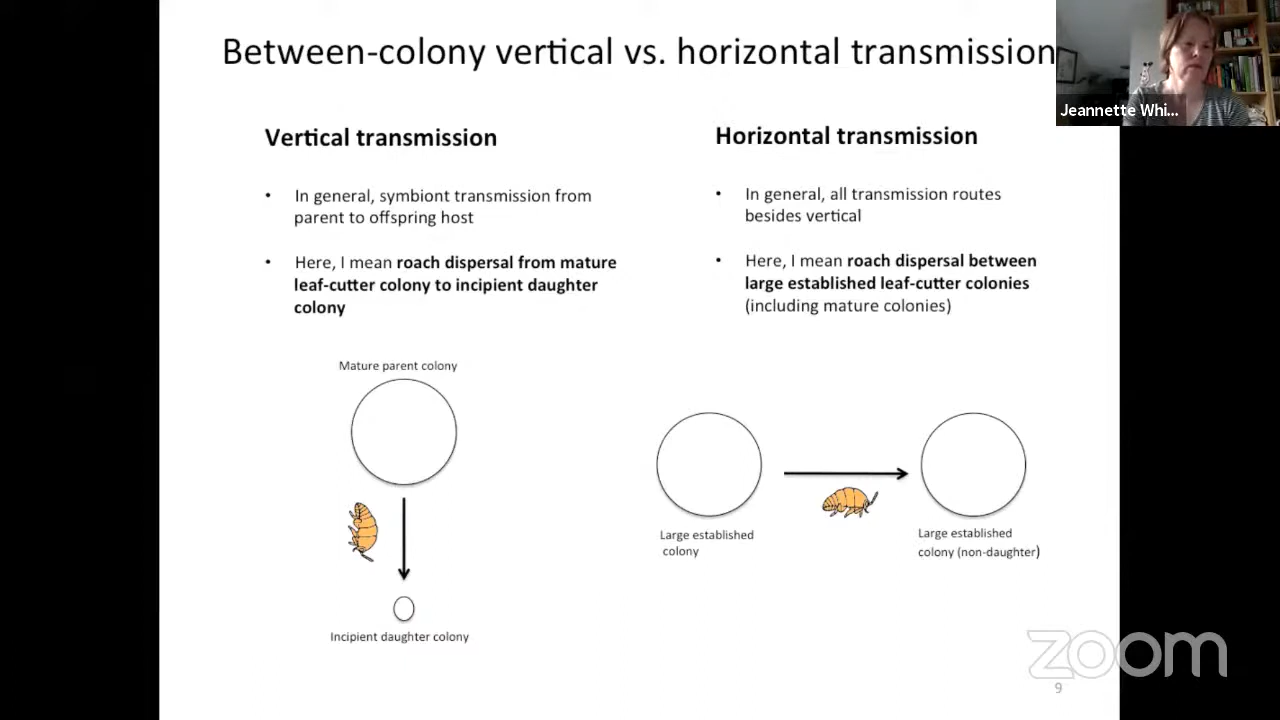 Between-colony vertical vs. horizontal transmission
Jeannette Whi...
Vertical transmission
• In general, symbiont transmission from
parent to offspring host
• Here, I mean roach dispersal from mature
leaf-cutter colony to incipient daughter
colony
Horizontal transmission
• In general, all transmission routes
besides vertical
• Here, I mean roach dispersal between
large established leaf-cutter colonies
(including mature colonies)
Mature parent colony
Incipient daughter colony
Large established
colony
Large established
colony (non-daughter)
zoom
9